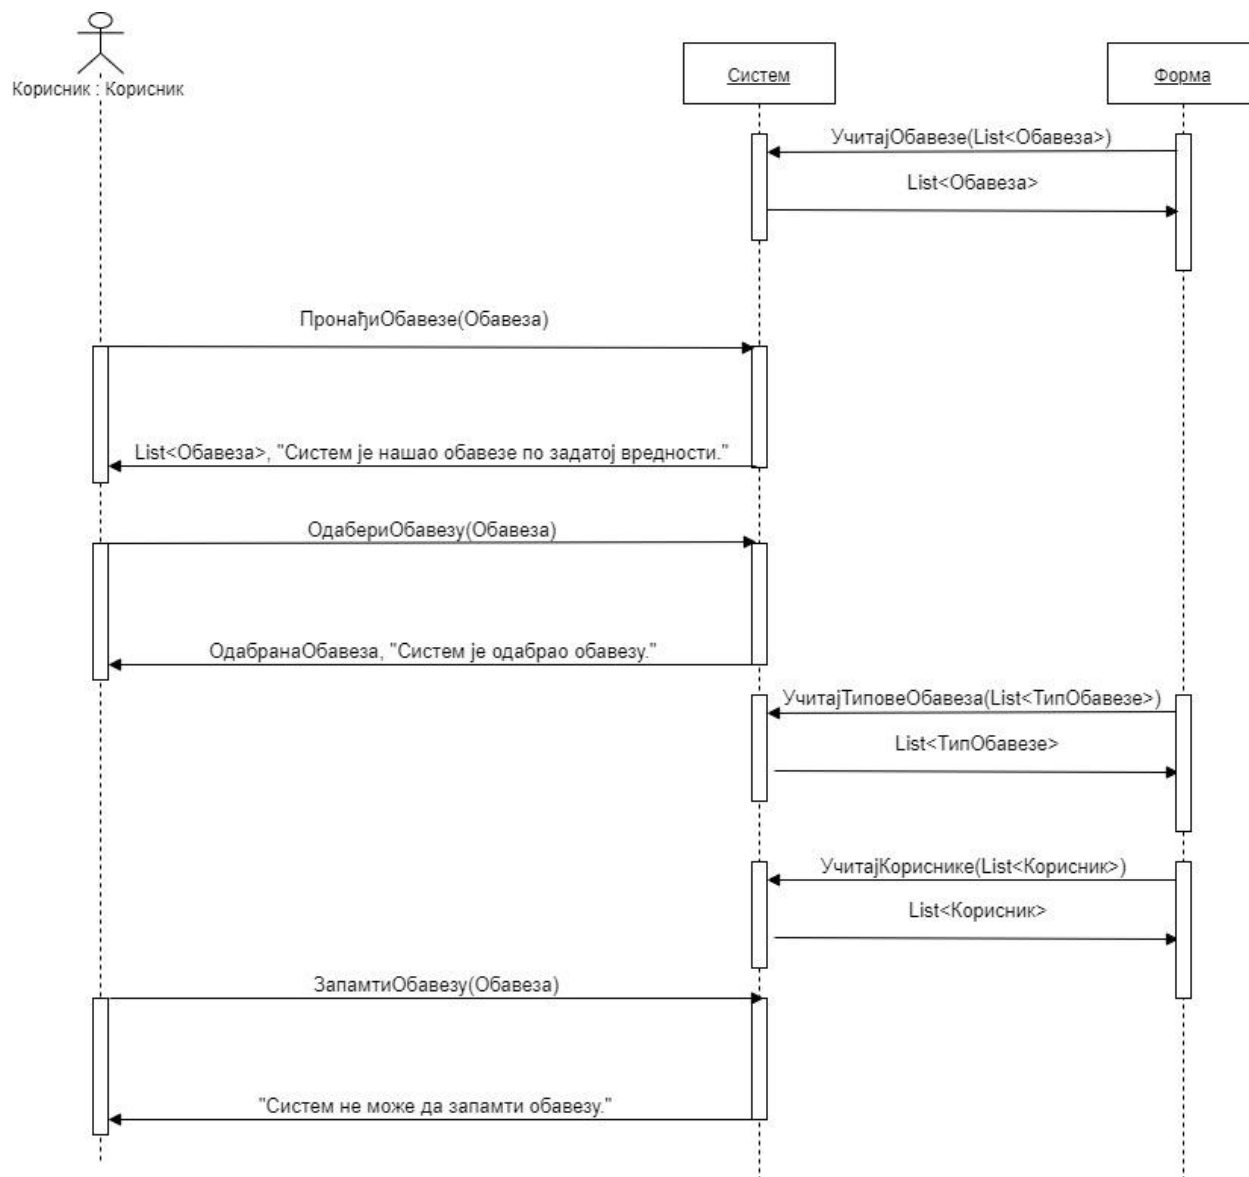 Корисник : Корисник
Систем
Форма
УчитајОбавезе(List<Обавеза>)
List<Обавеза>
ПронађиОбавезе(Обавеза)
List<Обавеза>, "Систем је нашао обавезе по задатој вредности."
ОдабериОбавезу(Обавеза)
ОдабранаОбавеза, "Систем је одабрао обавезу."
УчитајТиповеОбавеза(List<ТипОбавезе>)
List<ТипОбавезе>
УчитајКориснике(List<Корисник>)
List<Корисник>
ЗапамтиОбавезу(Обавеза)
"Систем не може да запамти обавезу."